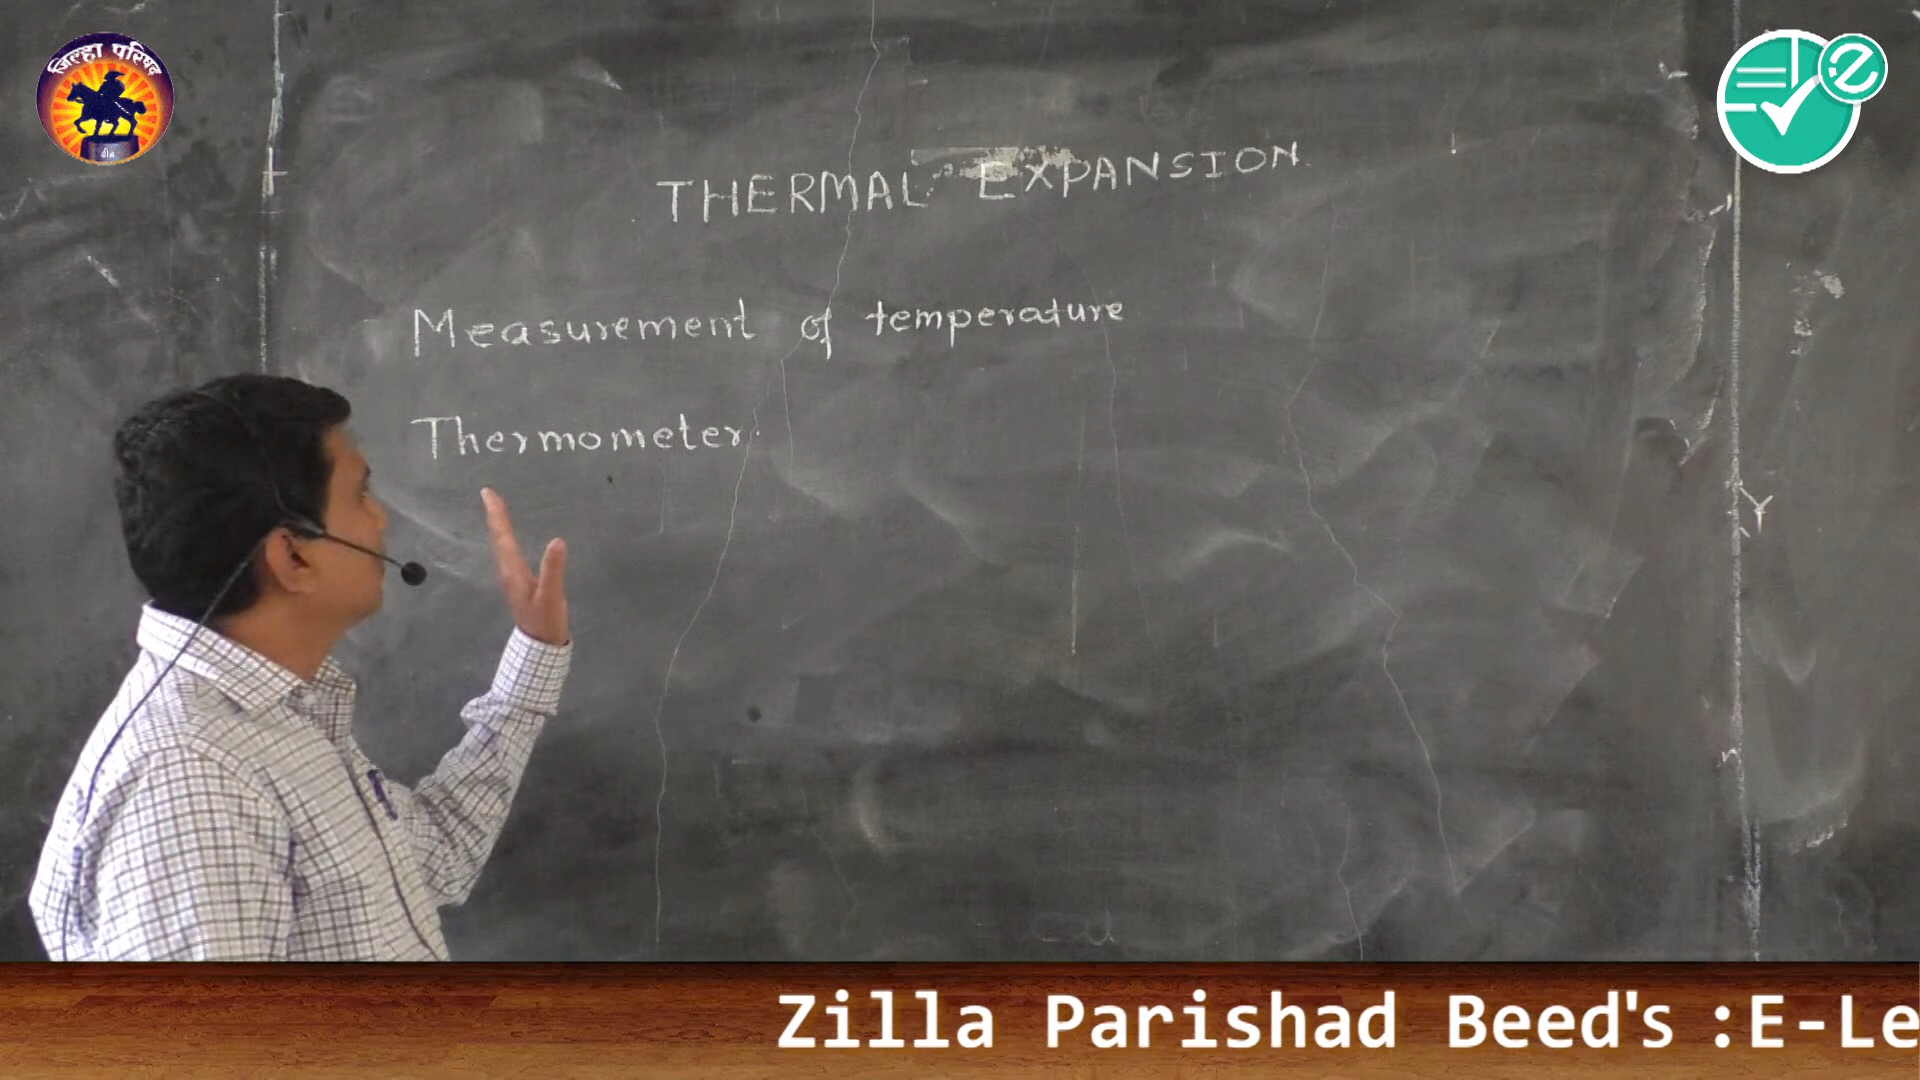 जिल्हा परिषद
बीड
THERMAL EXPANSION
Measurement of temperature
Thermometer
Zilla Parishad Beed's :E-Le